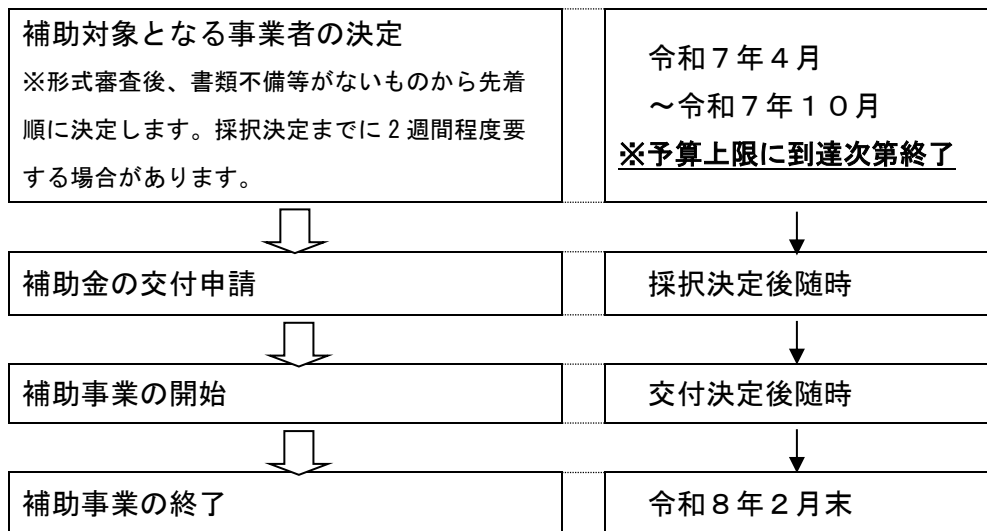 補助対象となる事業者の決定
※形式審査後、書類不備等がないものから先着
順に決定します。採択決定までに２週間程度要
する場合があります。
令和７年４月
～令和７年１０月
※予算上限に到達次第終了
補助金の交付申請
採択決定後随時
補助事業の開始
交付決定後随時
補助事業の終了
令和８年２月末